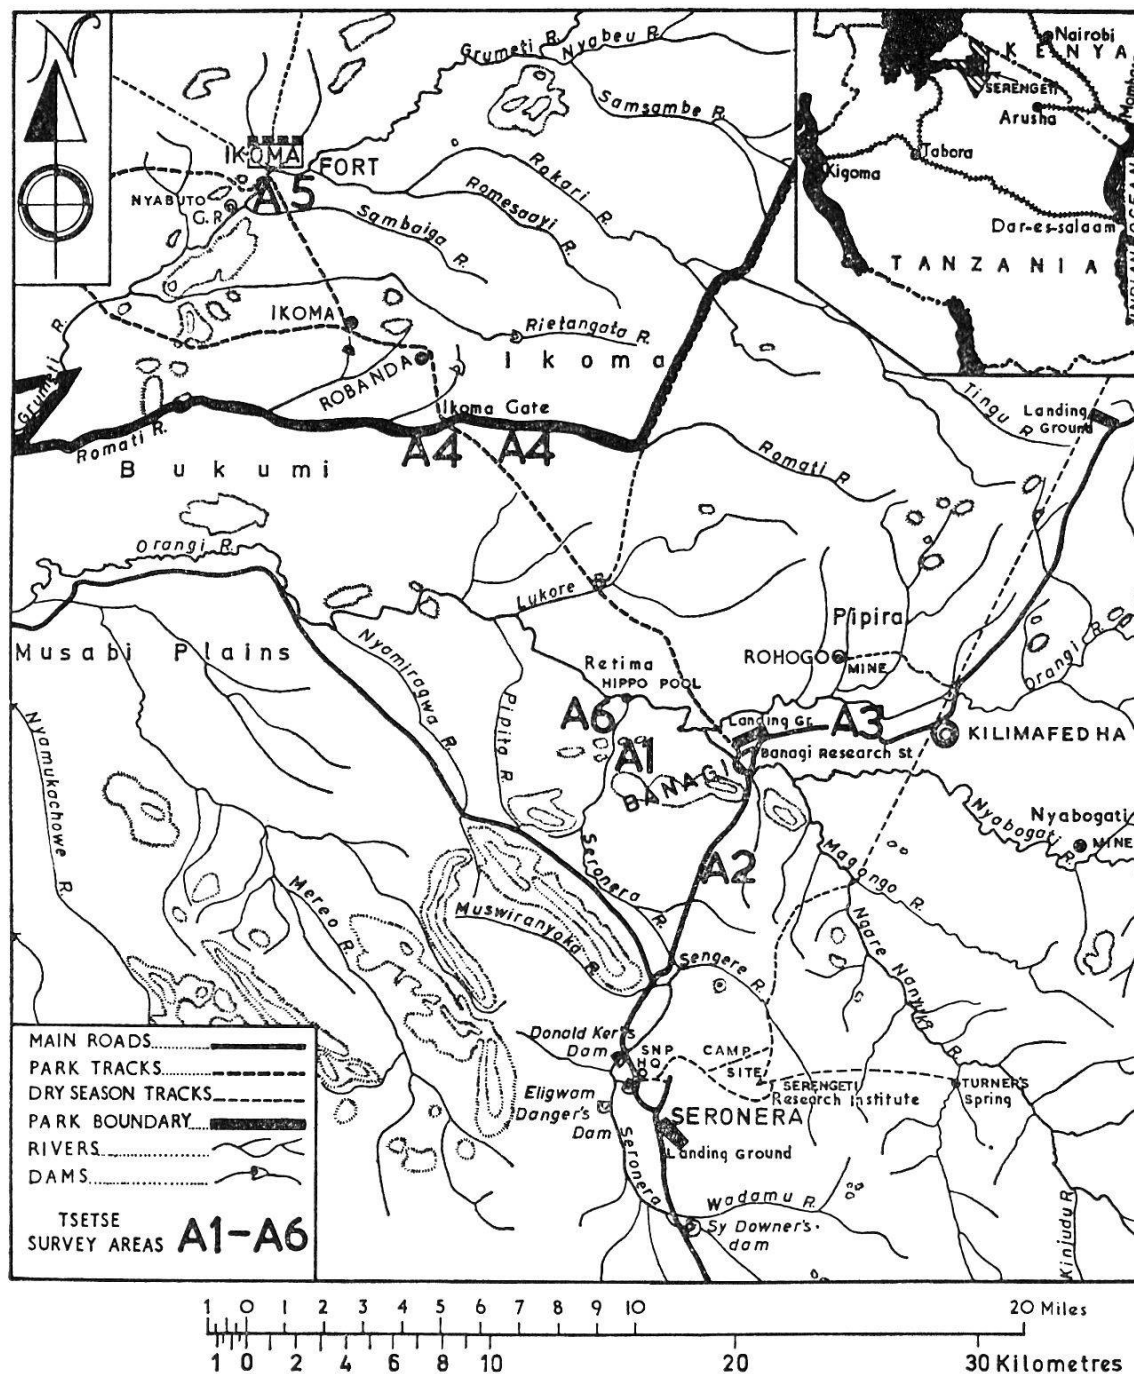 N
Grumeti R.
Nyabeu R.
Samsambe R.
IKOMA FORT
A5
NYABUTO
G.R
Rokari R.
Romesaayi R.
Sambaiga R.
Grumeti R.
IKOMA
Rietangata R.
ROBANDA
Ikoma
Ikoma Gate
A4 A4
Romati R.
Bukumi
Romati R.
Tingu R.
Landing
Ground
Nairobi
KENYA
SERENGETI
Arusha
Mombasa
Tabora
Kigoma
Dar-es-salaam
TANZANIA
INDIAN OCEAN
Orangi R.
Lukore R.
Musabi Plains
Nyamiragwa R.
Pipita R.
Retima
HIPPO POOL
A6
A1
BANAGI
Pipira
ROHOGO
MINE
Orangi R.
Landing Gr.
A3
Banagi Research St
KILIMAFEDHA
Nyamukachowe R.
Nyabogati R.
Nyabogati
MINE
Seronera R.
A2
Magongo R.
Mereo R.
Muswiranyoka R.
Ngare Nanyuki R.
Sengere R.
Donald Ker's
Dam
SNP
HQ
CAMP
SITE
SERENGETI
Research Institute
TURNER'S
Spring
Eligwam
Danger's
Dam
SERONERA
Landing Ground
Seronera
Wadamu R.
Sy Downer's
dam
Kinjudu R.
MAIN ROADS
PARK TRACKS
DRY SEASON TRACKS
PARK BOUNDARY
RIVERS
DAMS
TSETSE
SURVEY AREAS A1-A6
1 0 1 2 3 4 5 6 7 8 9 10 20 Miles
1 0 2 4 6 8 10 20 30 Kilometres